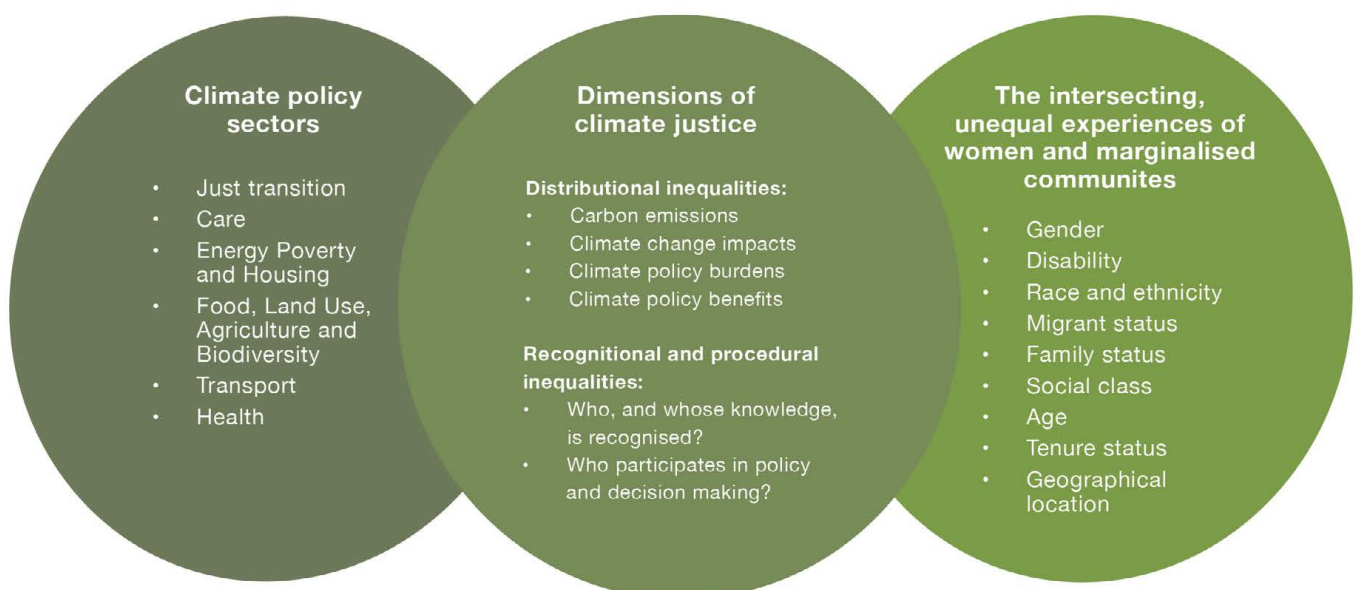 Climate policy
sectors
• Just transition
• Care
• Energy Poverty
and Housing
• Food, Land Use,
Agriculture and
Biodiversity
• Transport
• Health
Dimensions of
climate justice
Distributional inequalities:
• Carbon emissions
• Climate change impacts
• Climate policy burdens
• Climate policy benefits
Recognitional and procedural
inequalities:
• Who, and whose knowledge,
is recognised?
• Who participates in policy
and decision making?
The intersecting,
unequal experiences of
women and marginalised
communites
• Gender
• Disability
• Race and ethnicity
• Migrant status
• Family status
• Social class
• Age
• Tenure status
• Geographical
location